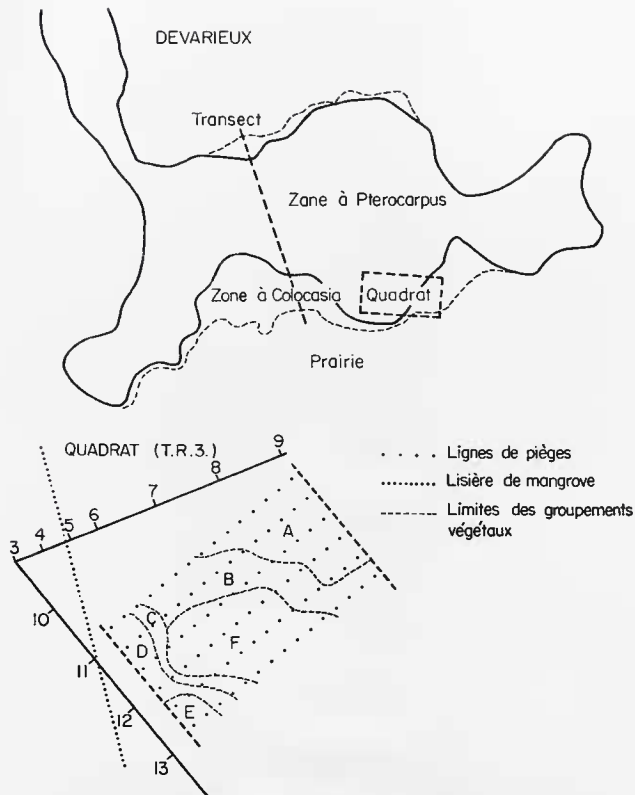 DEVARIEUX
Transect
Zane à Pterocarpus
Zone à Colocasia
Quadrat
Prairie
QUADRAT (T.R.3.)
3
4
5
6
7
8
9
10
11
12
13
A
B
C
D
E
F
Lignes de pièges
Lisière de mangrove
Límites des groupements
végétaux